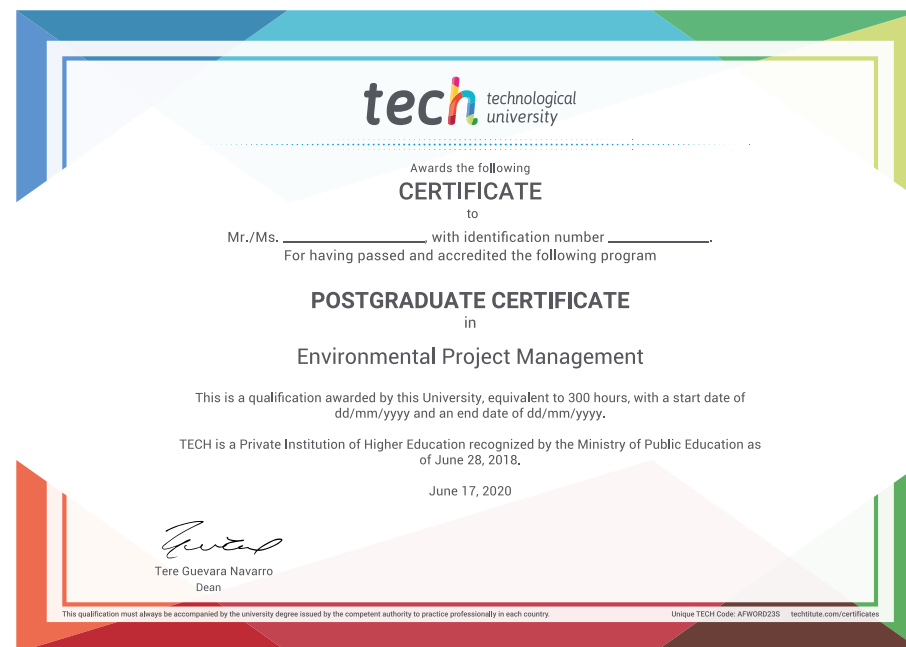 tech technological
university
Awards the following
CERTIFICATE
to
Mr./Ms. ____________, with identification number ____________.
For having passed and accredited the following program
POSTGRADUATE CERTIFICATE
in
Environmental Project Management
This is a qualification awarded by this University, equivalent to 300 hours, with a start date of
dd/mm/yyyy and an end date of dd/mm/yyyy.
TECH is a Private Institution of Higher Education recognized by the Ministry of Public Education as
of June 28, 2018.
June 17, 2020
Tere Guevara Navarro
Dean
This qualification must always be accompanied by the university degree issued by the competent authority to practice professionally in each country. Unique TECH Code: AFWORD23S techtitute.com/certificates